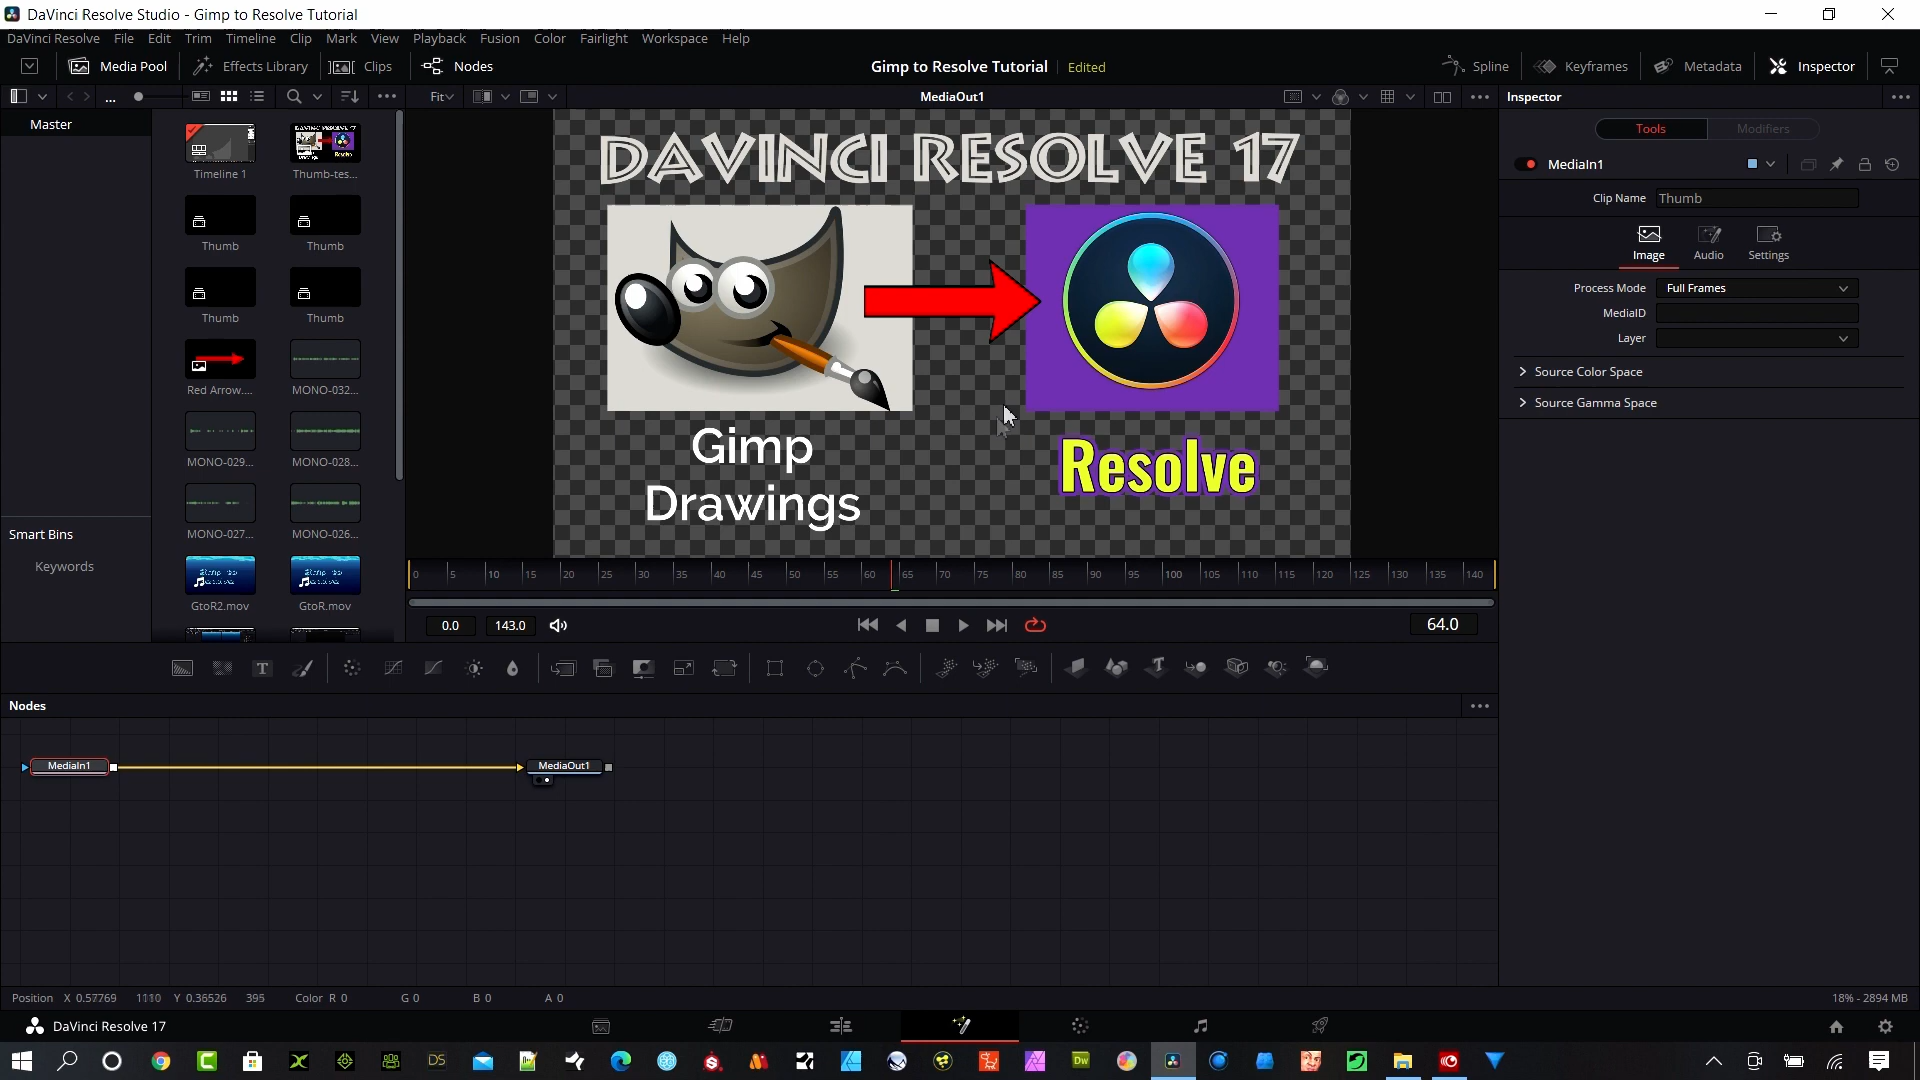 DaVinci Resolve Studio - Gimp to Resolve Tutorial
DaVinci Resolve File Edit Trim Timeline Clip Mark View Playback Fusion Color Fairlight Workspace Help
Media Pool Effects Library Clips Nodes Gimp to Resolve Tutorial Edited Spline Keyframes Metadata Inspector
... Fit MediaOut1 Inspector
Master
Timeline 1 Thumb-tes...
Thumb Thumb
Thumb Thumb
Red Arrow.... MONO-032...
MONO-029... MONO-028...
MONO-027... MONO-026...
GtoR2.mov GtoR.mov
Smart Bins
Keywords
DAVINCI RESOLVE 17
Gimp
Drawings
Resolve
Tools Modifiers
MediaIn1
Clip Name Thumb
Image Audio Settings
Process Mode Full Frames
MediaID
Layer
Source Color Space
Source Gamma Space
0 5 10 15 20 25 30 35 40 45 50 55 60 65 70 75 80 85 90 95 100 105 110 115 120 125 130 135 140
0.0 143.0 64.0
Nodes
MediaIn1 MediaOut1
Position X 0.57769 1110 Y 0.36526 395 Color R 0 G 0 B 0 A 0 18% - 2894 MB
DaVinci Resolve 17
DS Dw